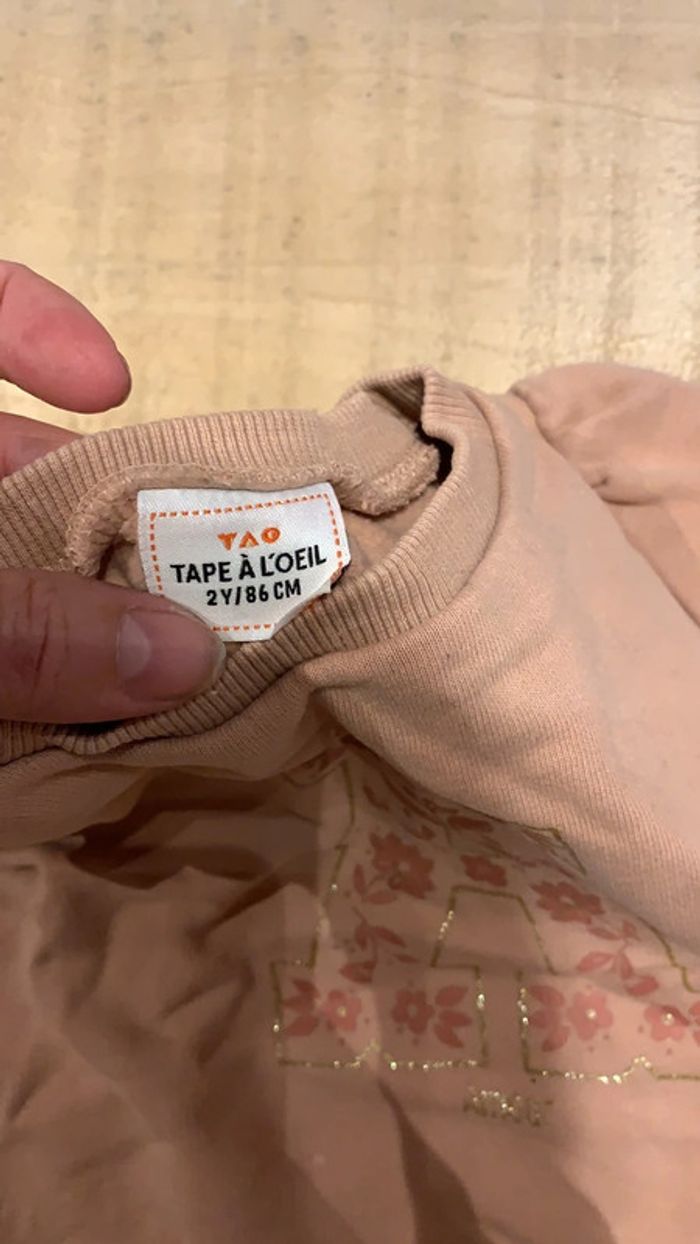 TAO
TAPE À L'OEIL
2Y/86 CM